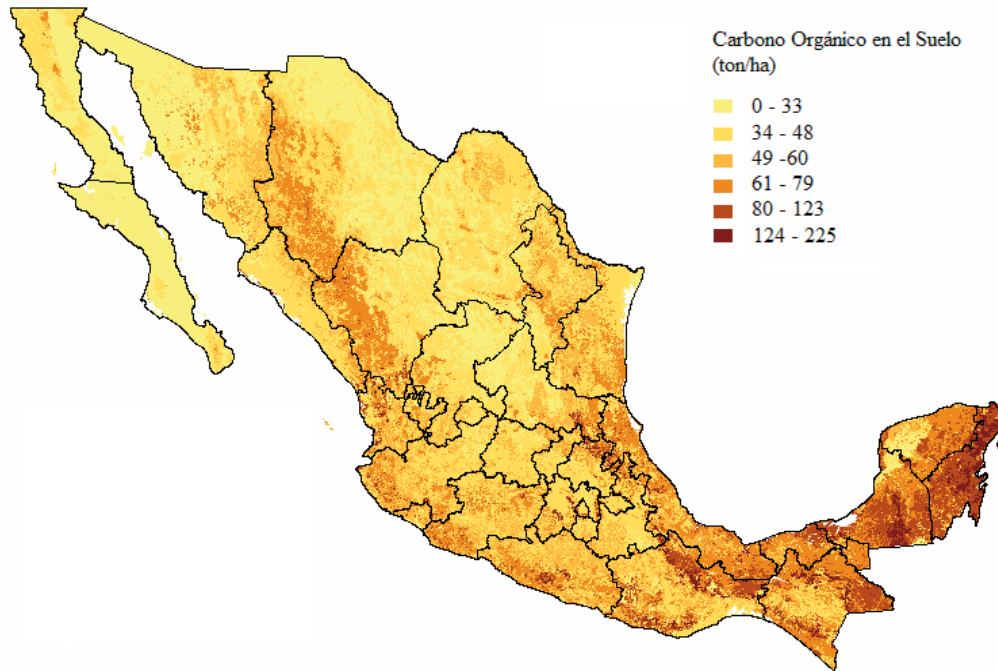 Carbono Orgánico en el Suelo
(ton/ha)
0 - 33
34 - 48
49 -60
61 - 79
80 - 123
124 - 225